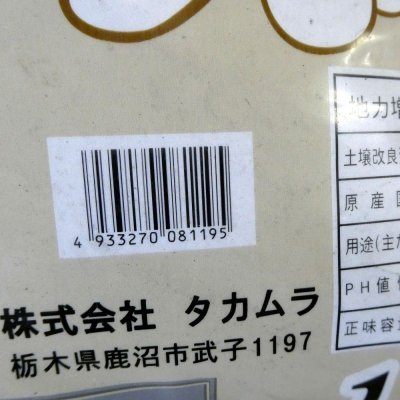 地力増
土壌改良
原産
用途(主
PH値
正味容
4 933270 081195
株式会社 タカムラ
栃木県鹿沼市武子1197